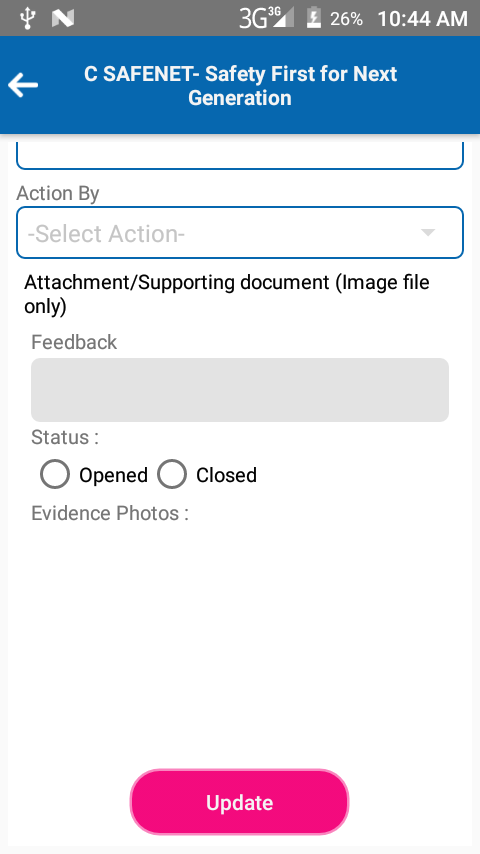 3G 3G 26% 10:44 AM
C SAFENET- Safety First for Next
Generation
Action By
-Select Action-
Attachment/Supporting document (Image file
only)
Feedback
Status :
Opened Closed
Evidence Photos :
Update